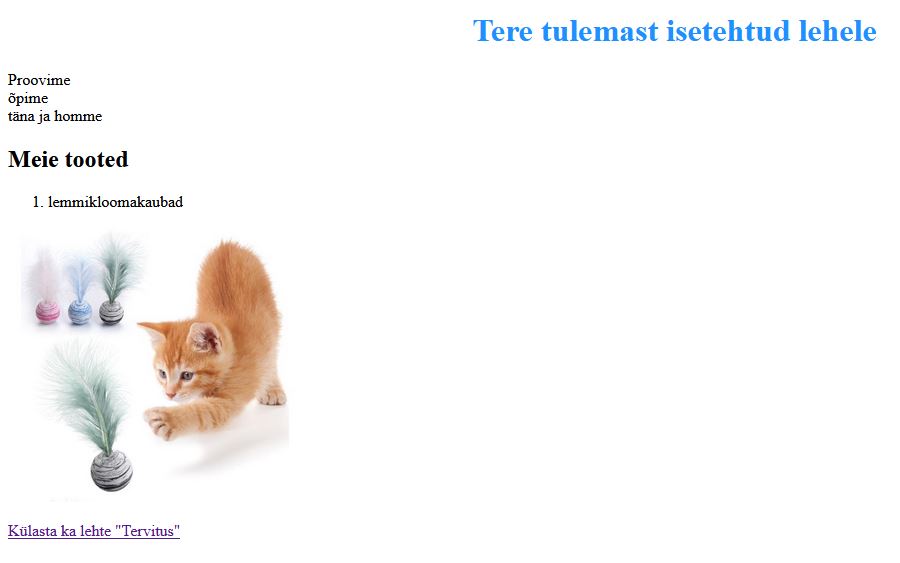 Tere tulemast isetehtud lehele
Proovime
õpime
täna ja homme
Meie tooted
1. lemmikloomakaubad
Külasta ka lehte "Tervitus"